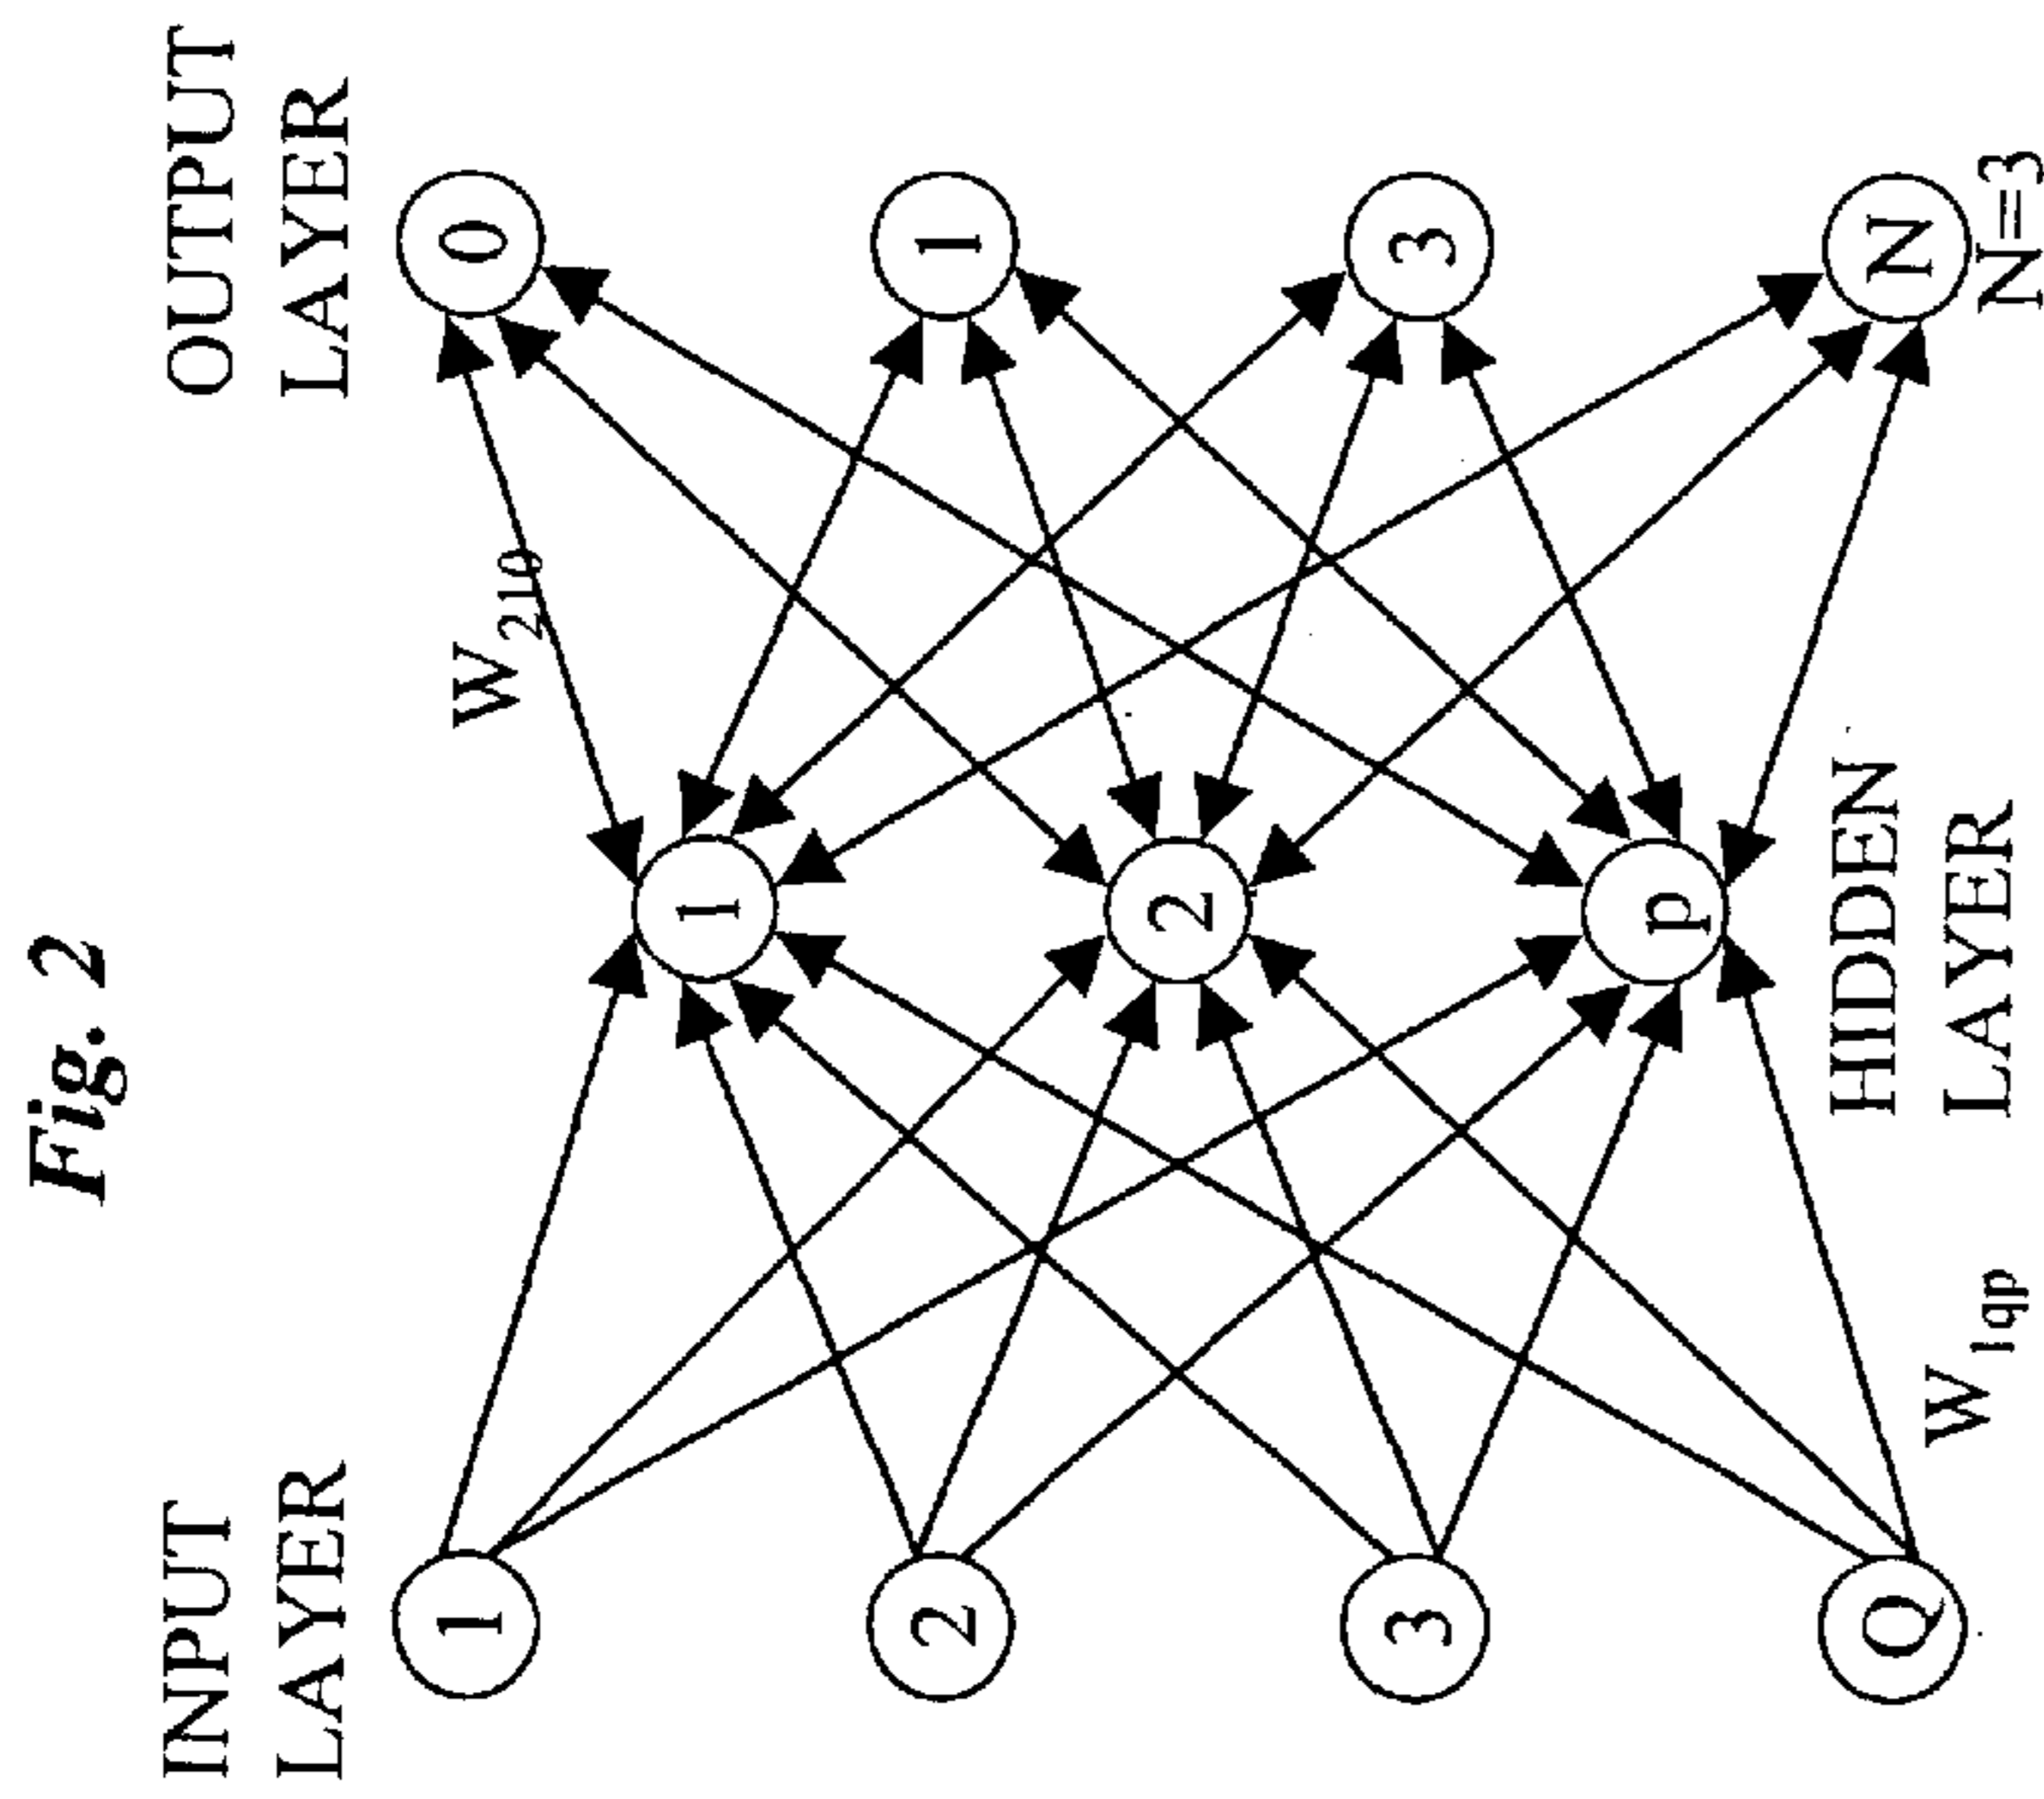 Fig. 2
INPUT
LAYER
OUTPUT
LAYER
1
2
3
Q
1
2
p
0
1
3
N
W210
W1qp
HIDDEN
LAYER
N=3